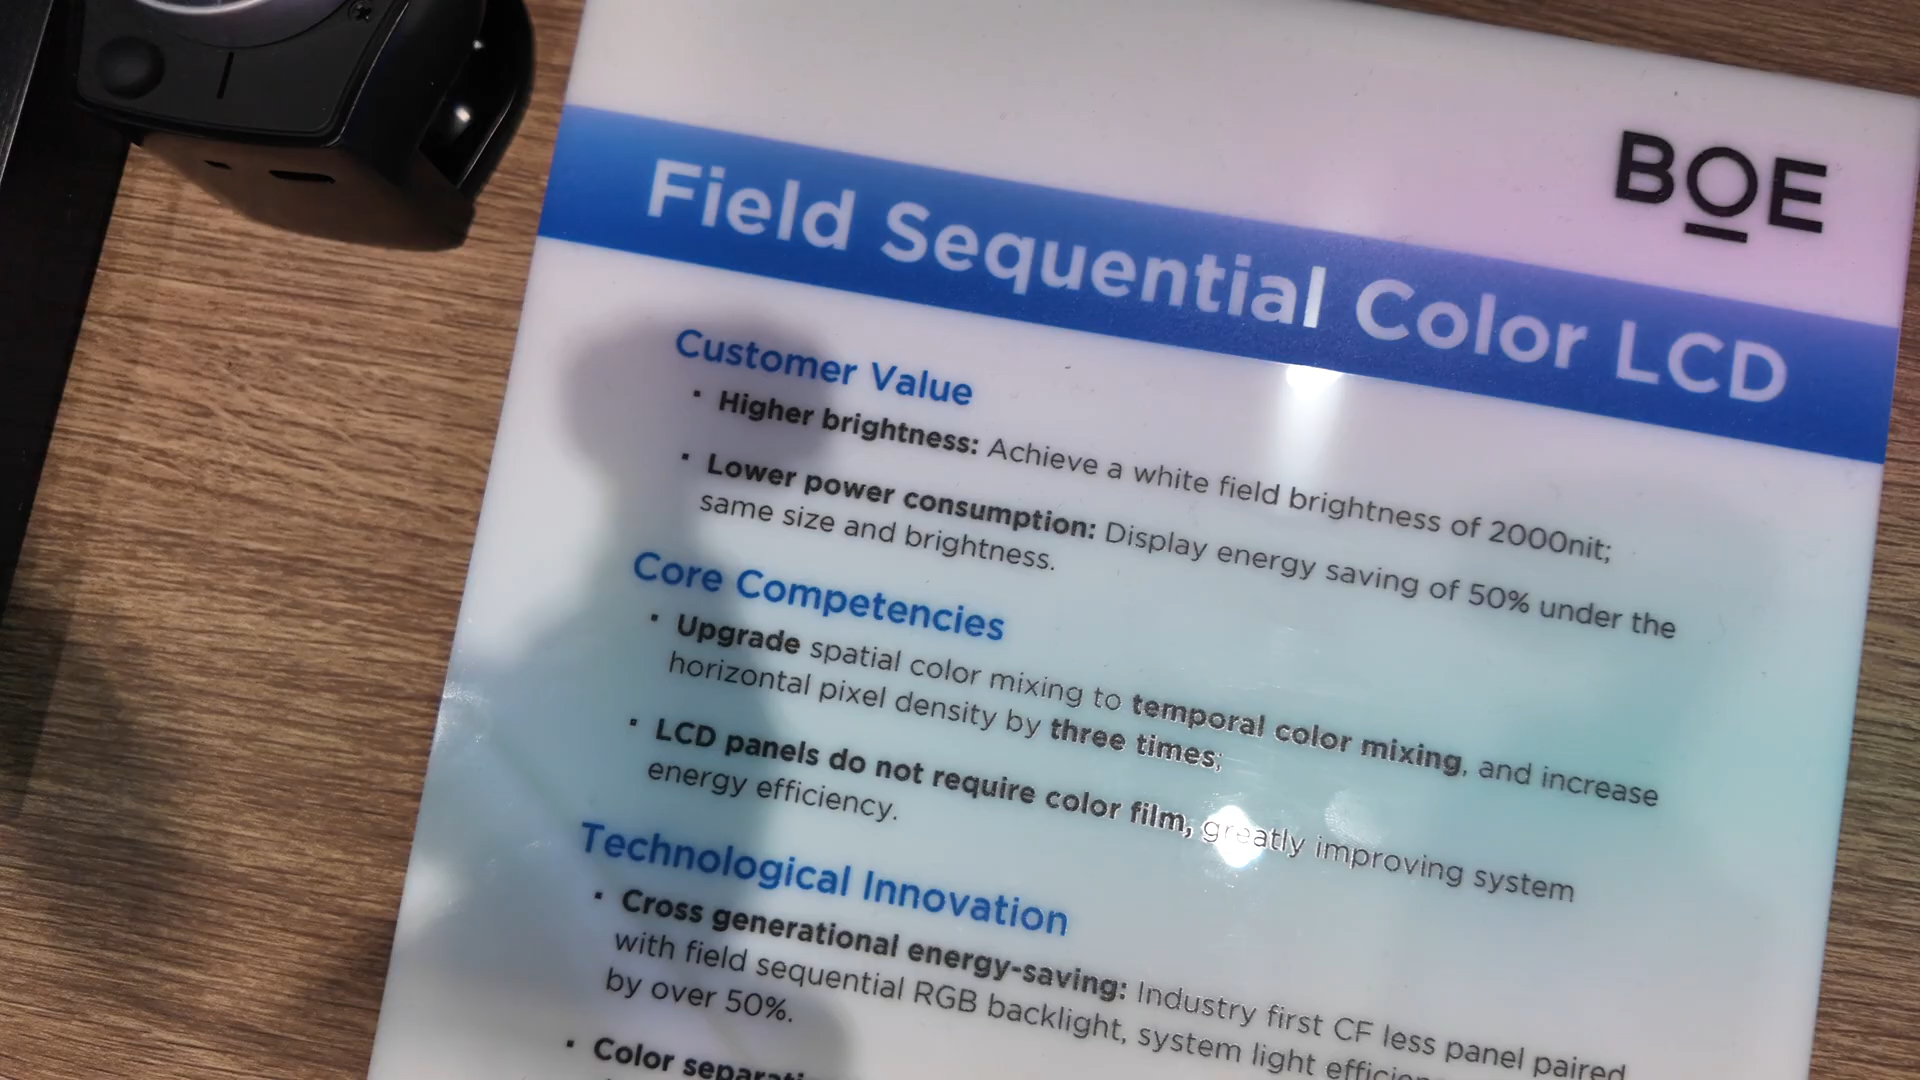 BOE
Field Sequential Color LCD
Customer Value
· Higher brightness: Achieve a white field brightness of 2000nit;
· Lower power consumption: Display energy saving of 50% under the
same size and brightness.
Core Competencies
· Upgrade spatial color mixing to temporal color mixing, and increase
horizontal pixel density by three times;
· LCD panels do not require color film, greatly improving system
energy efficiency.
Technological Innovation
· Cross generational energy-saving: Industry first CF less panel paired
with field sequential RGB backlight, system light
by over 50%.
· Color